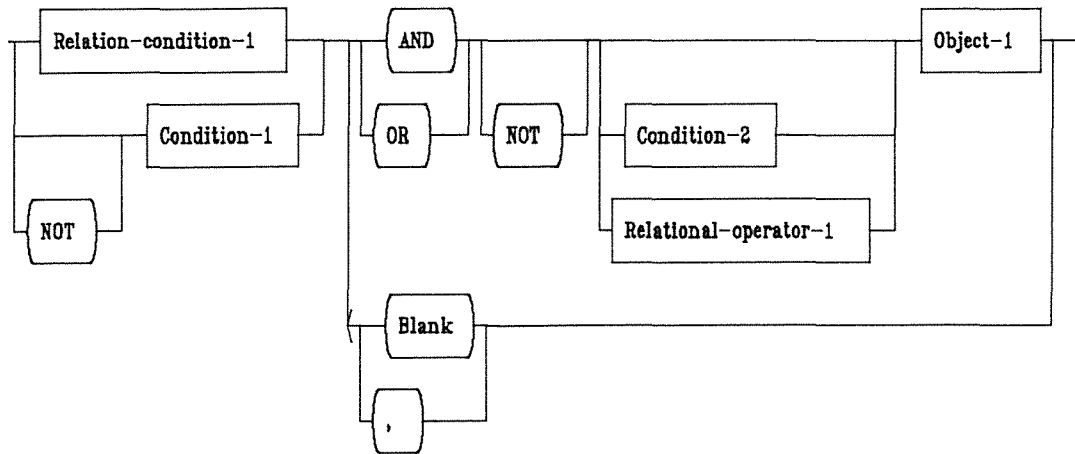 Relation-condition-1
AND
Object-1
Condition-1
OR
NOT
Condition-2
NOT
Relational-operator-1
Blank
,